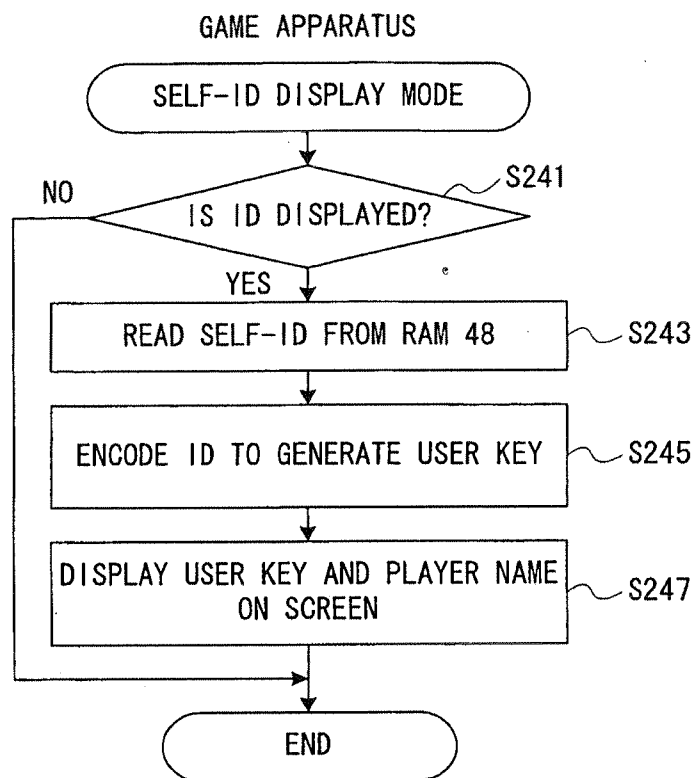 GAME APPARATUS
SELF-ID DISPLAY MODE
S241
NO
IS ID DISPLAYED?
YES
READ SELF-ID FROM RAM 48
S243
ENCODE ID TO GENERATE USER KEY
S245
DISPLAY USER KEY AND PLAYER NAME
ON SCREEN
S247
END